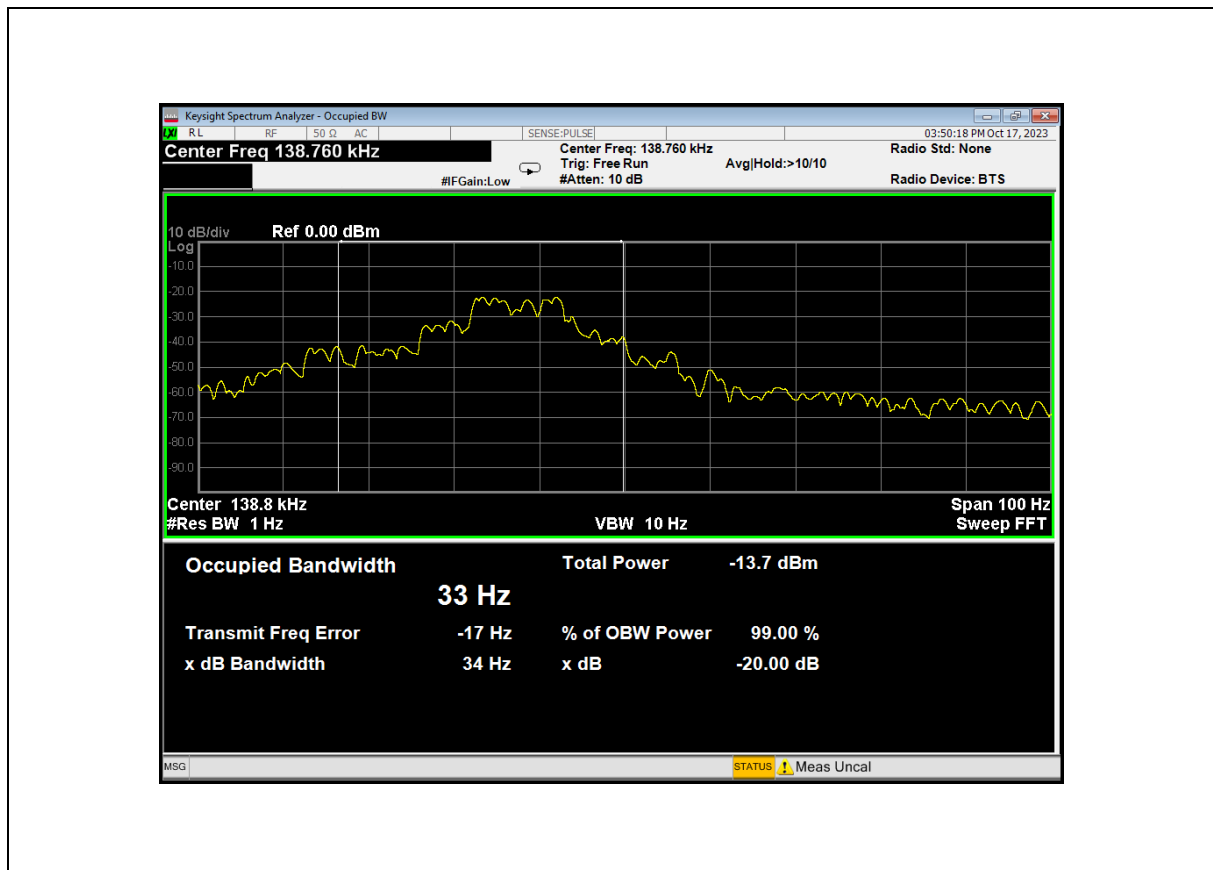 Keysight Spectrum Analyzer - Occupied BW
LXI RL RF 50 Ω AC SENSE:PULSE 03:50:18 PM Oct 17, 2023
Center Freq 138.760 kHz Center Freq: 138.760 kHz Radio Std: None
Trig: Free Run Avg|Hold:>10/10
#IFGain:Low #Atten: 10 dB Radio Device: BTS
10 dB/div Ref 0.00 dBm
Log
-10.0
-20.0
-30.0
-40.0
-50.0
-60.0
-70.0
-80.0
-90.0
Center 138.8 kHz Span 100 Hz
#Res BW 1 Hz VBW 10 Hz Sweep FFT
Occupied Bandwidth Total Power -13.7 dBm
33 Hz
Transmit Freq Error -17 Hz % of OBW Power 99.00 %
x dB Bandwidth 34 Hz x dB -20.00 dB
MSG STATUS Meas Uncal